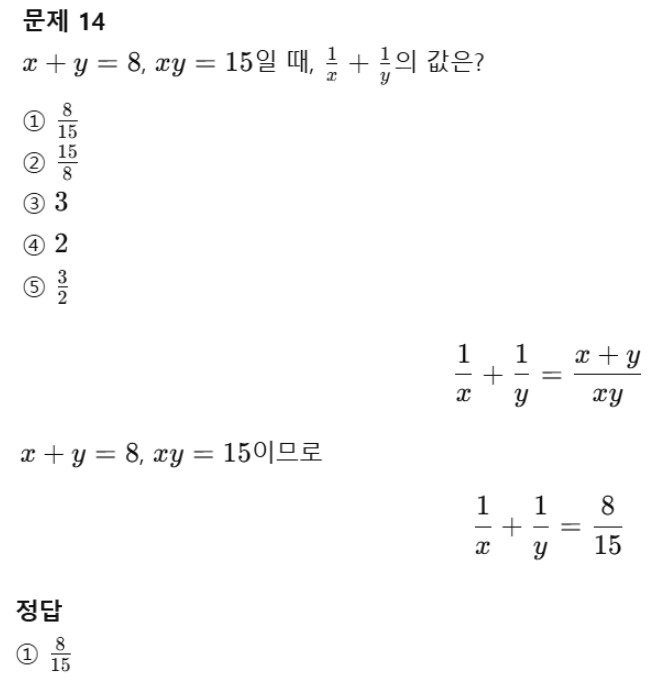 문제 14
x + y = 8, xy = 15일 때, 1/x + 1/y의 값은?
① 8/15
② 15/8
③ 3
④ 2
⑤ 3/2
1/x + 1/y = (x + y)/xy
x + y = 8, xy = 15이므로
1/x + 1/y = 8/15
정답
① 8/15